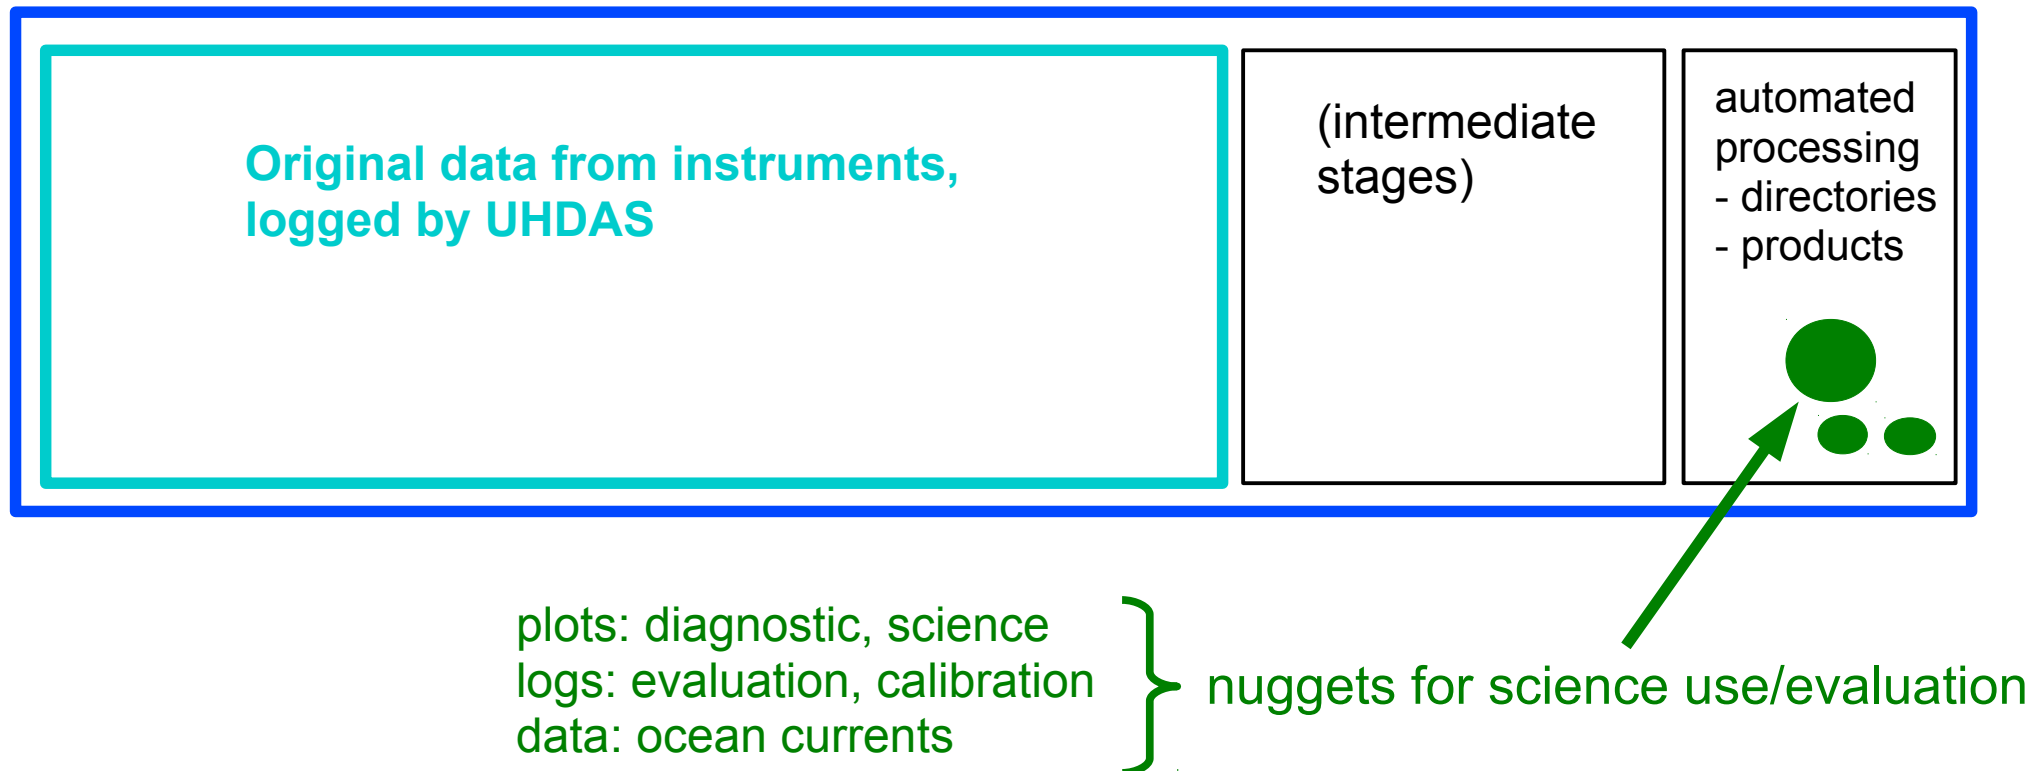 Original data from instruments,
logged by UHDAS
(intermediate
stages)
automated
processing
- directories
- products
plots: diagnostic, science
logs: evaluation, calibration
data: ocean currents
nuggets for science use/evaluation